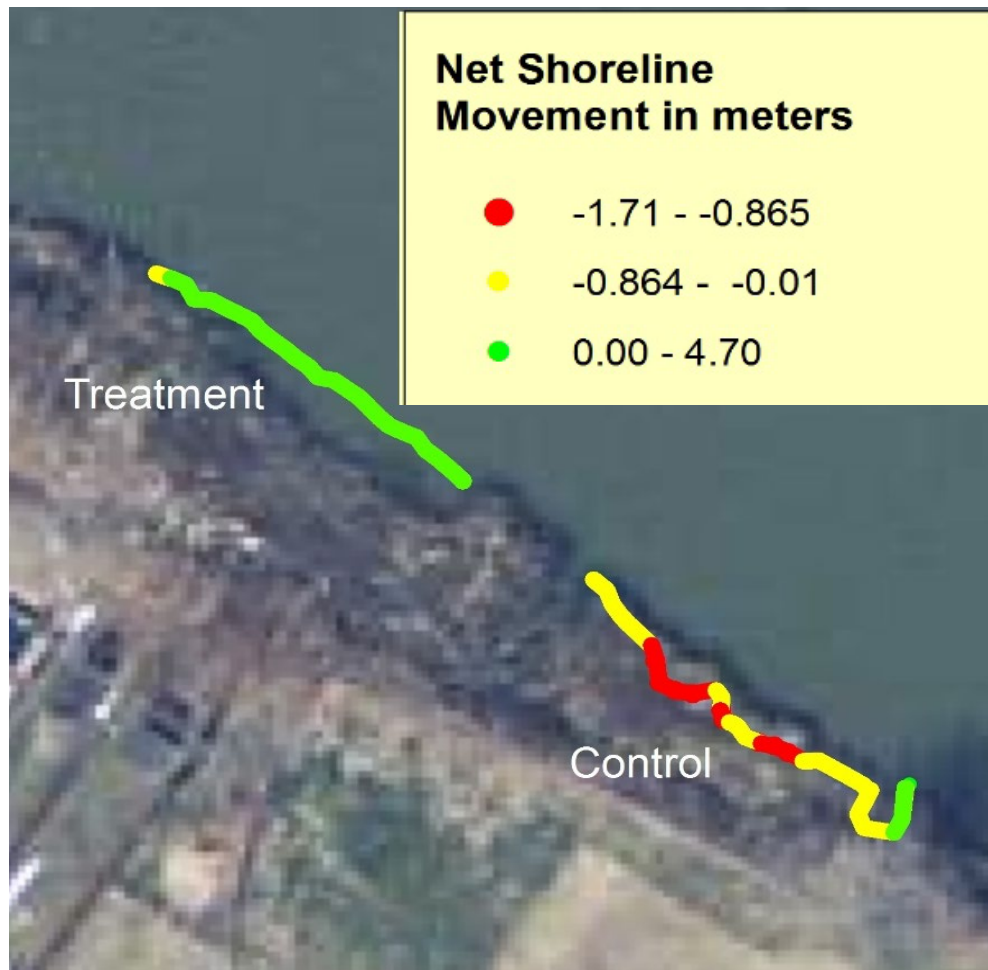 Net Shoreline
Movement in meters
-1.71 - -0.865
-0.864 -  -0.01
0.00 - 4.70
Treatment
Control